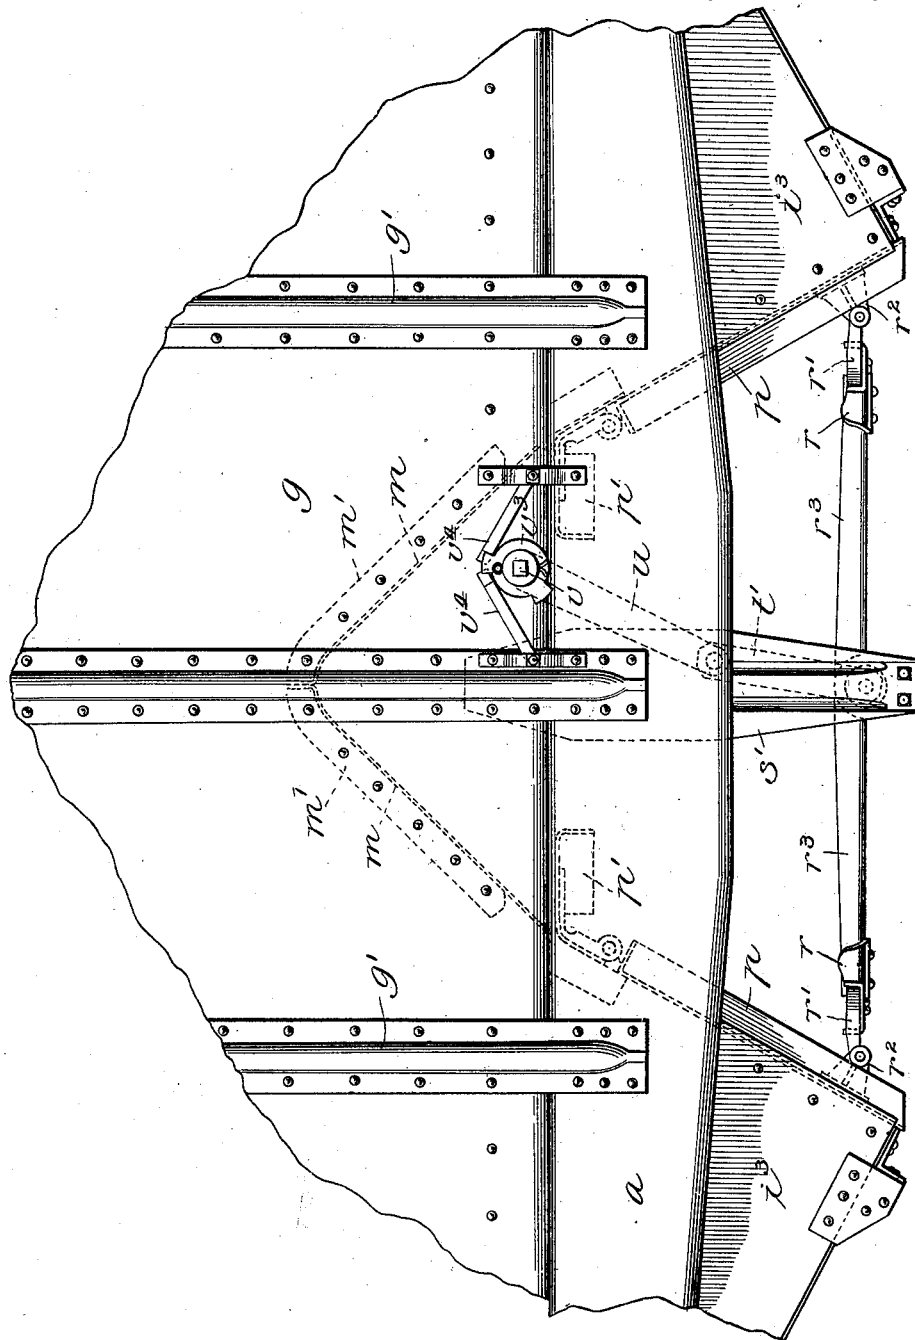 g'
i³
g
m'
m
v⁴
v³
p
r²
r'
r
p'
u
v
v⁴
t'
r³
s'
m'
m
p'
r³
g'
p
r
r'
r²
a
i³